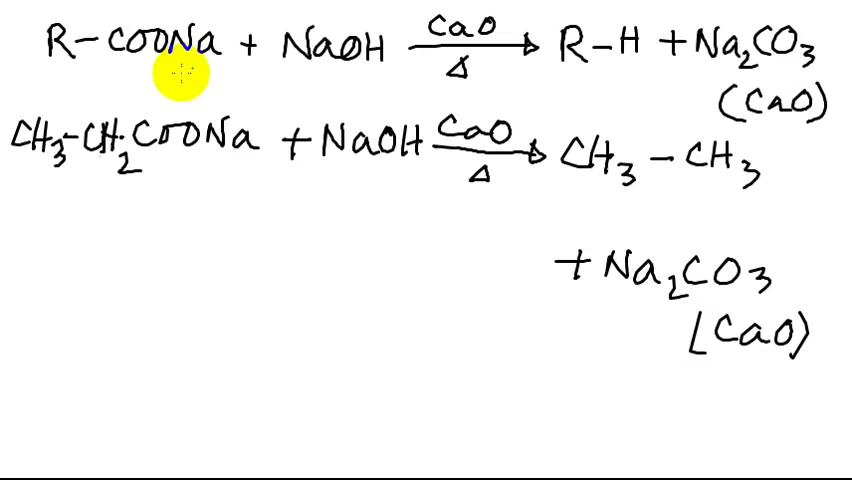 R-COONa + NaOH CaO Δ → R-H + Na₂CO₃
(CaO)
CH₃-CH₂COONa + NaOH CaO Δ → CH₃-CH₃
+ Na₂CO₃
(CaO)